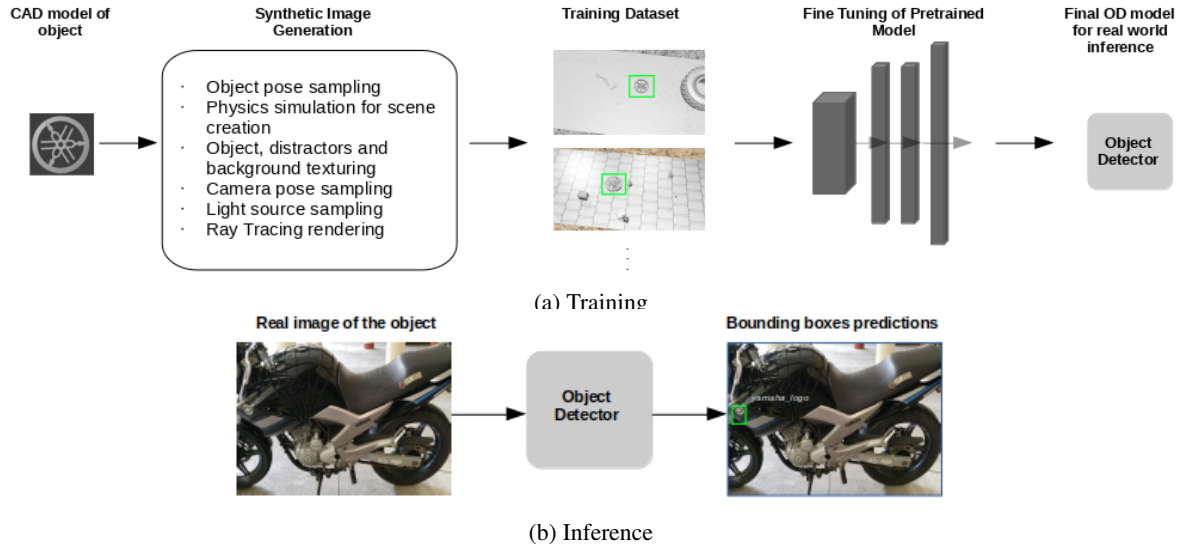 CAD model of
object
Synthetic Image
Generation
Training Dataset
Fine Tuning of Pretrained
Model
Final OD model
for real world
inference
· Object pose sampling
· Physics simulation for scene
creation
· Object, distractors and
background texturing
· Camera pose sampling
· Light source sampling
· Ray Tracing rendering
Object
Detector
(a) Training
Real image of the object
Bounding boxes predictions
Object
Detector
yamaha_logo
(b) Inference